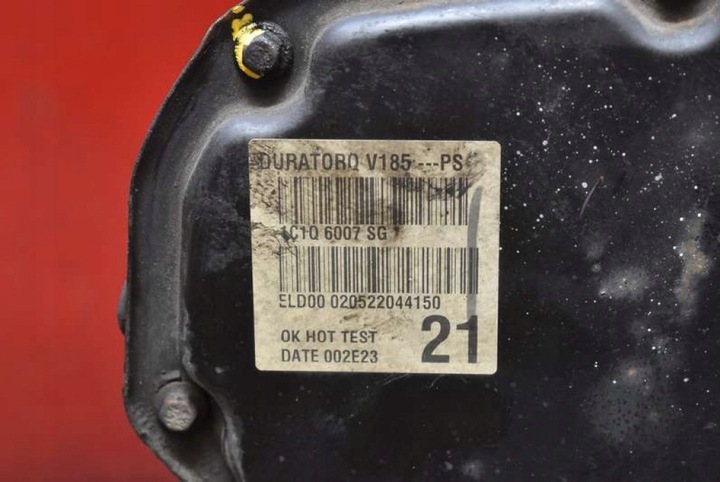 DURATORQ V185 ---PS
1C1Q 6007 SG
ELD00 020522044150
OK HOT TEST
DATE 002E23
21